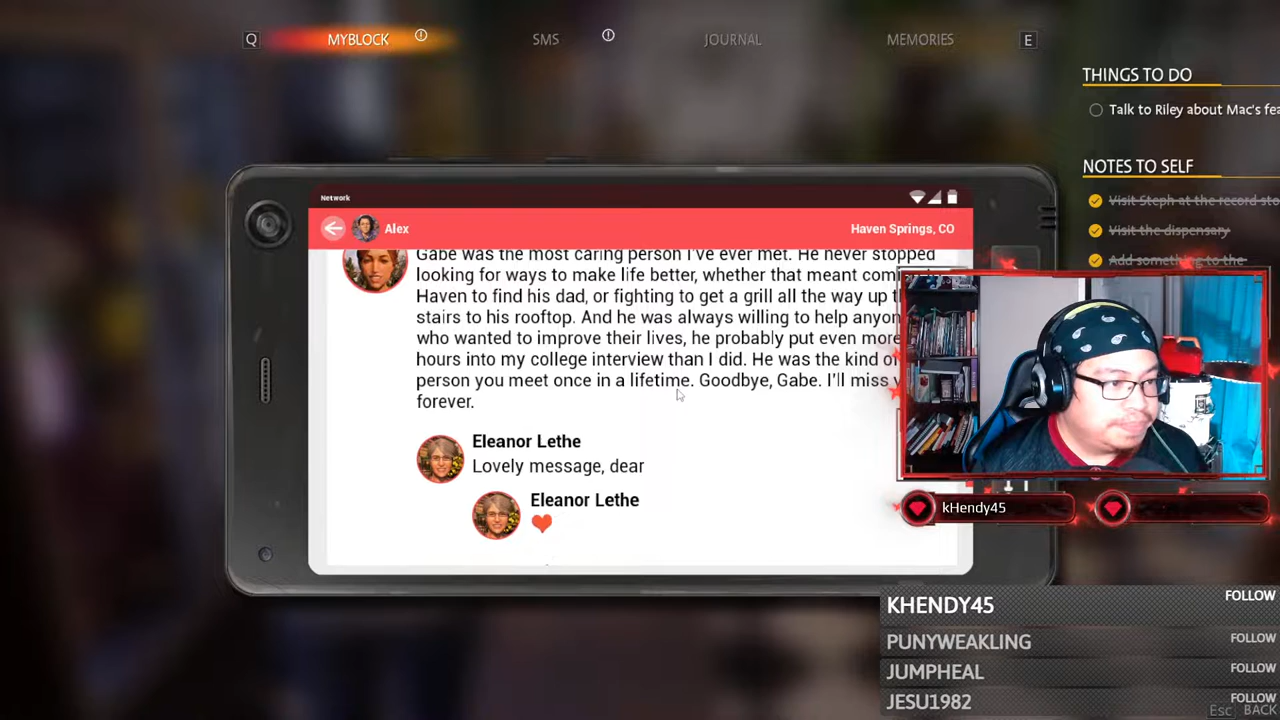 Q
MYBLOCK
SMS
JOURNAL
MEMORIES
E
THINGS TO DO
Talk to Riley about Mac's fea
NOTES TO SELF
Visit Steph at the record sto
Visit the dispensary
Add something to the
Network
Alex
Haven Springs, CO
Gabe was the most caring person I've ever met. He never stopped
looking for ways to make life better, whether that meant com
Haven to find his dad, or fighting to get a grill all the way up t
stairs to his rooftop. And he was always willing to help anyon
who wanted to improve their lives, he probably put even more
hours into my college interview than I did. He was the kind o
person you meet once in a lifetime. Goodbye, Gabe. I'll miss
forever.
Eleanor Lethe
Lovely message, dear
Eleanor Lethe
kHendy45
KHENDY45 FOLLOW
PUNYWEAKLING FOLLOW
JUMPHEAL FOLLOW
JESU1982 FOLLOW
Esc BACK